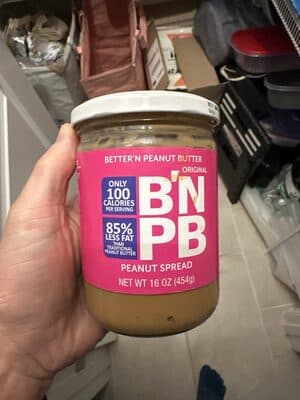 BETTER'N PEANUT BUTTER
ORIGINAL
ONLY
100
CALORIES
PER SERVING
B'N
PB
85%
LESS FAT
THAN
TRADITIONAL
PEANUT BUTTER
PEANUT SPREAD
NET WT 16 OZ (454g)